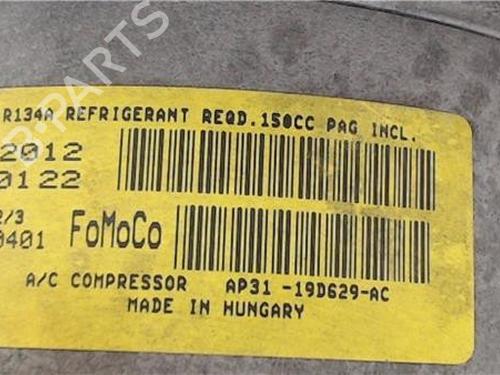 R134A REFRIGERANT REQD. 150CC PAG INCL.
2012
0122
2/3
0401 FoMoCo
A/C COMPRESSOR AP31 -19D629-AC
MADE IN HUNGARY
B-PARTS